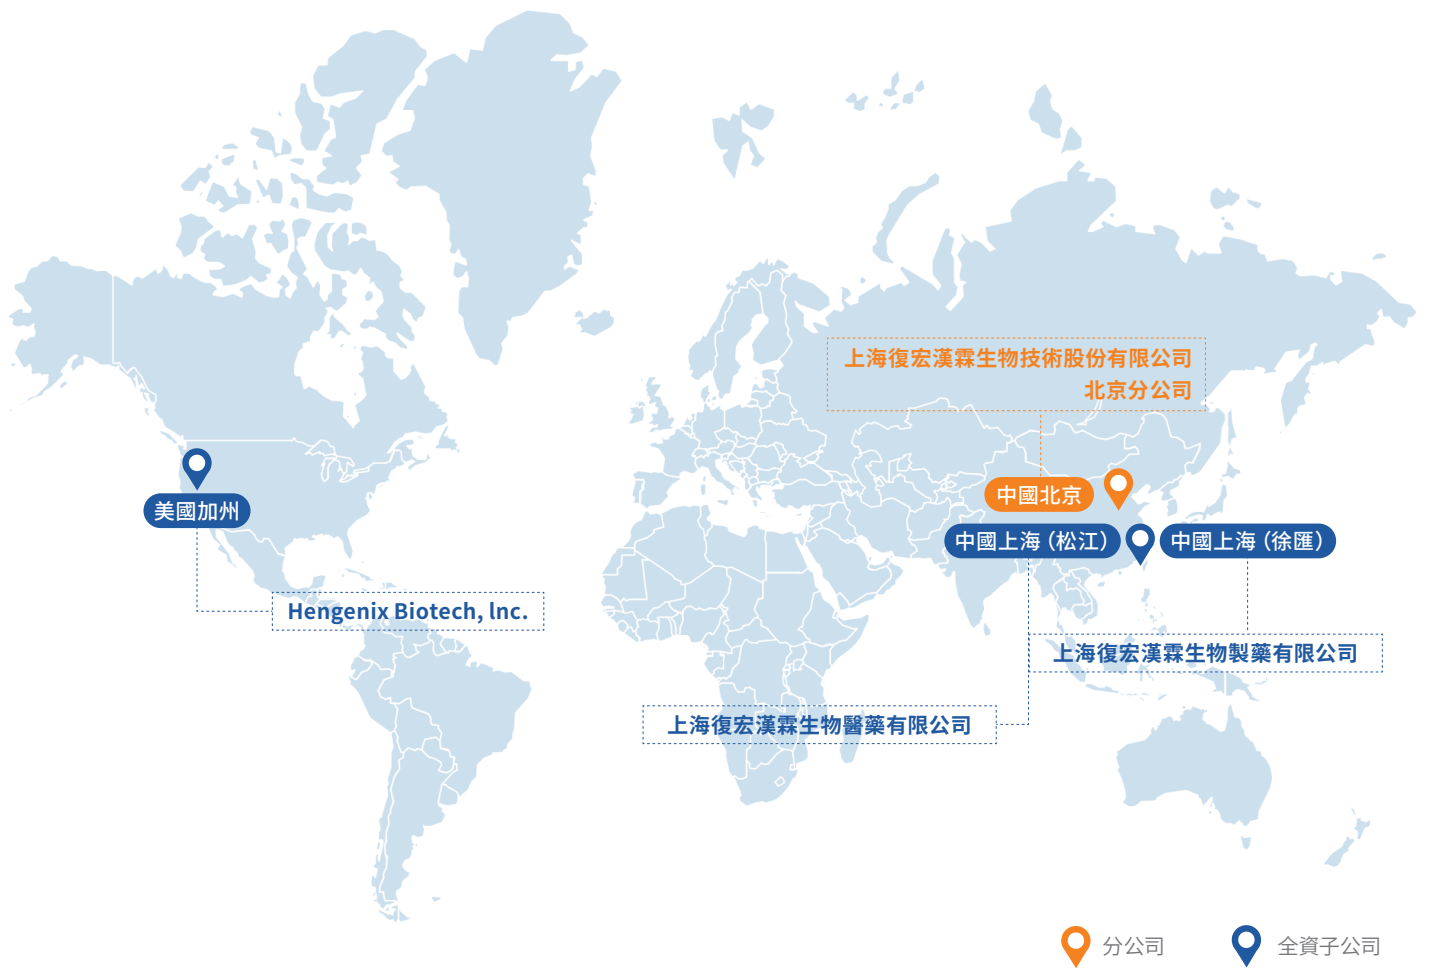 上海復宏漢霖生物技術股份有限公司
北京分公司
美國加州
中國北京
中國上海（松江）
中國上海（徐匯）
Hengenix Biotech, lnc.
上海復宏漢霖生物製藥有限公司
上海復宏漢霖生物醫藥有限公司
分公司
全資子公司